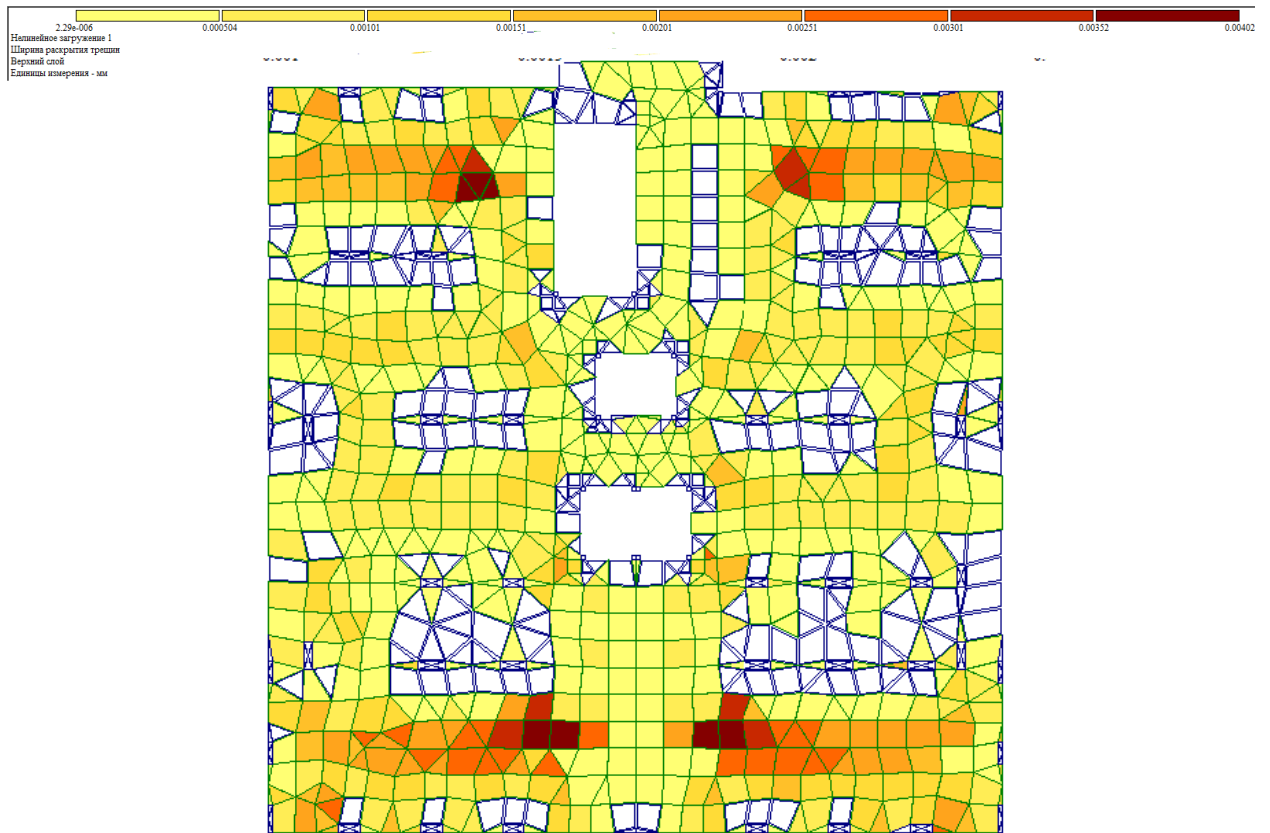 2.29e-006 0.000504 0.00101 0.00151 0.00201 0.00251 0.00301 0.00352 0.00402
Нелинейное загружение 1
Ширина раскрытия трещин
Верхний слой
Единицы измерения - мм